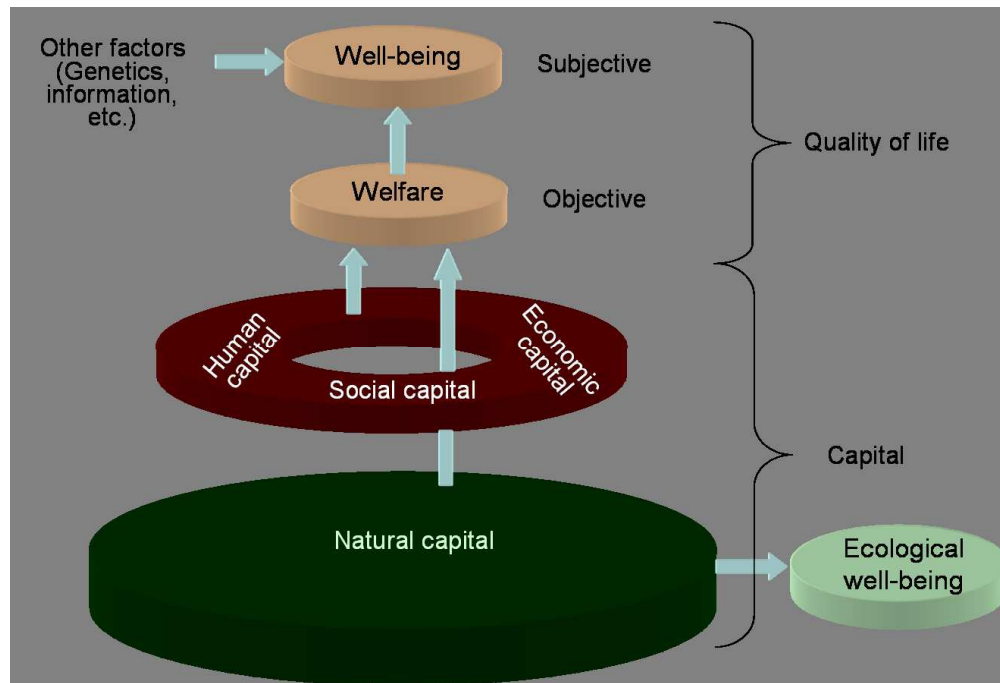 Other factors
(Genetics,
information,
etc.)
Well-being
Subjective
Quality of life
Welfare
Objective
Human
capital
Social capital
Economic
capital
Capital
Natural capital
Ecological
well-being